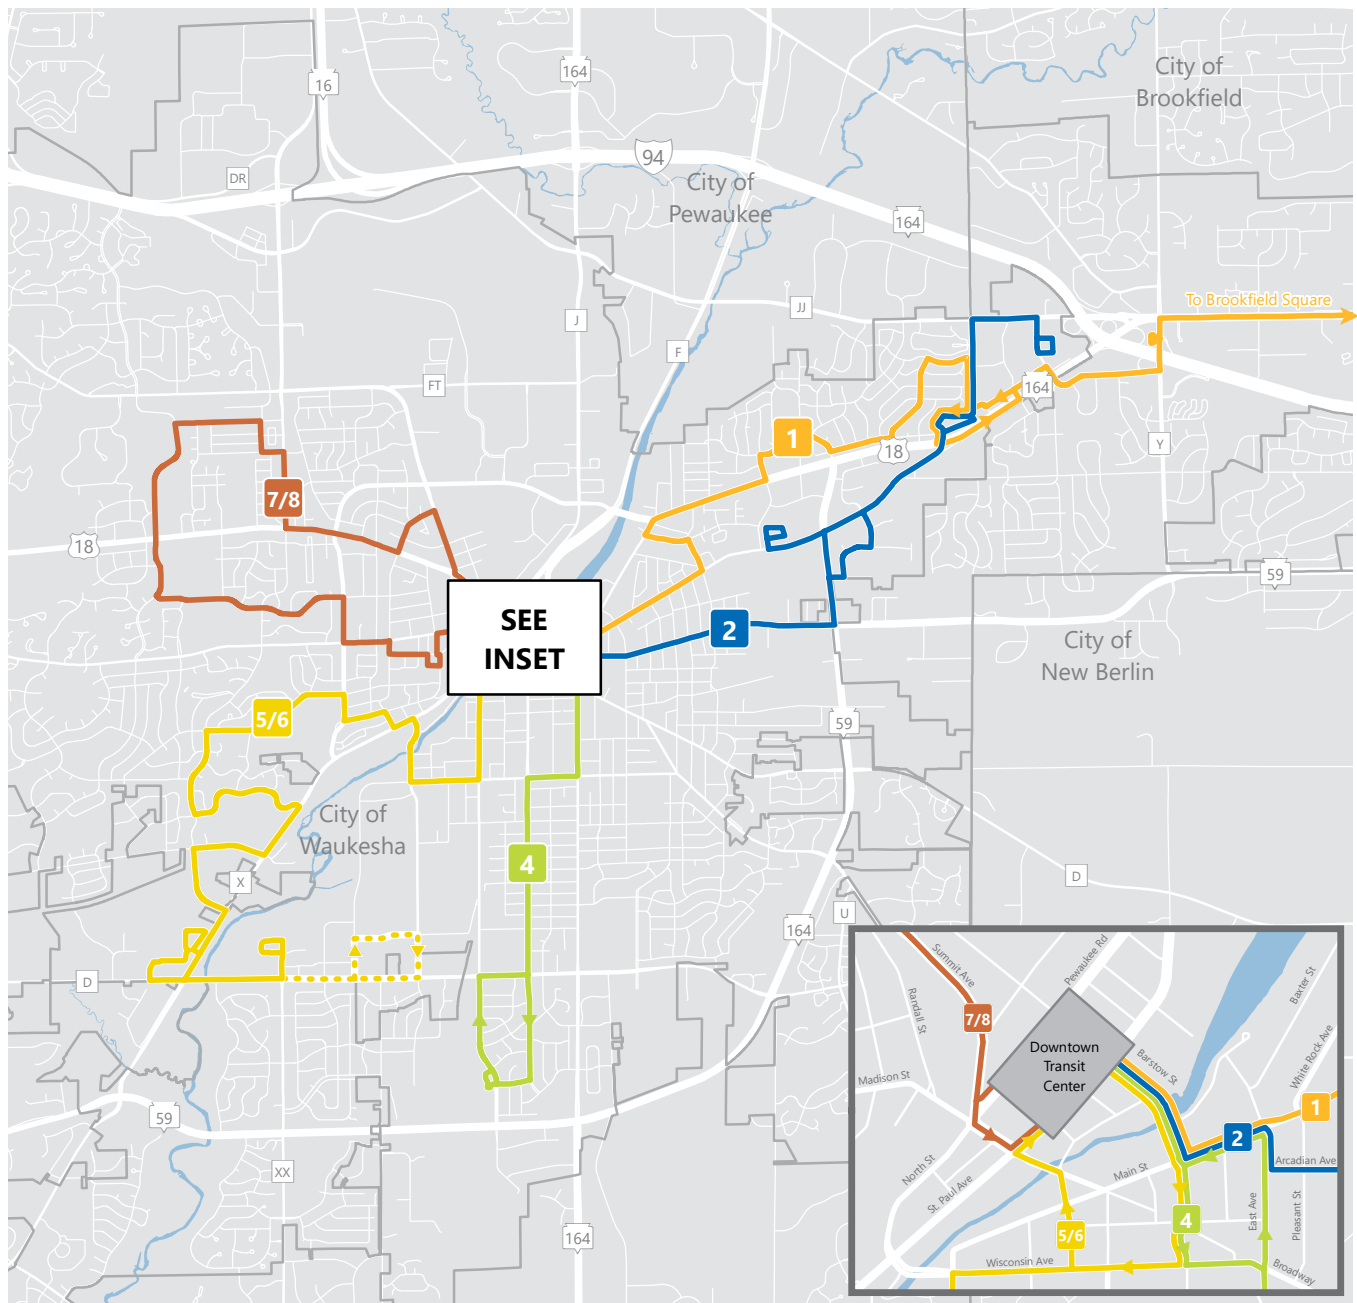 City of
Brookfield
164
16
94
DR
City of
Pewaukee
164
To Brookfield Square
JJ
J
F
FT
164
1
18
Y
7/8
18
59
SEE
INSET
2
City of
New Berlin
5/6
59
City of
Waukesha
4
X
D
U
164
D
59
XX
164
Summit Ave
Pewaukee Rd
Baxter St
Randall St
7/8
Downtown
Transit
Center
Barstow St
White Rock Ave
Madison St
1
2
Arcadian Ave
North St
St. Paul Ave
Main St
East Ave
Pleasant St
4
5/6
Wisconsin Ave
Broadway